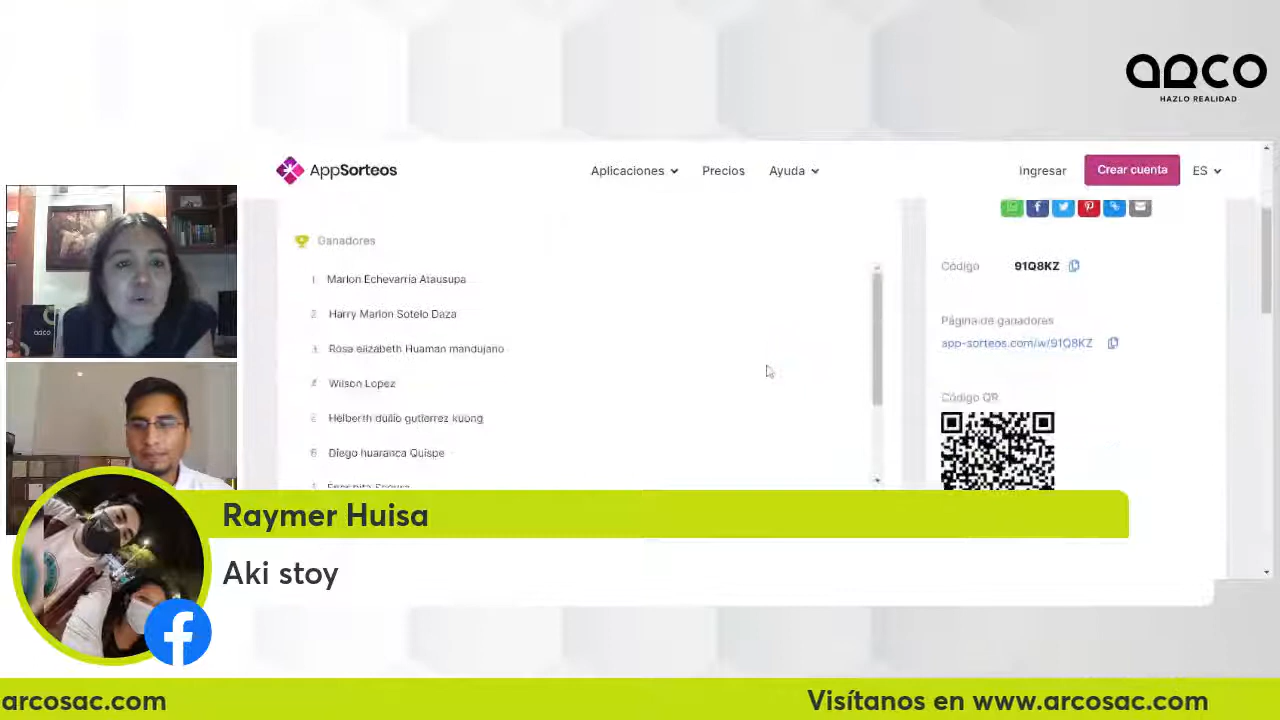 arco
HAZLO REALIDAD
AppSorteos
Aplicaciones
Precios
Ayuda
Ingresar
Crear cuenta
ES
Ganadores
1 Marlon Echevarria Atausupa
2 Harry Marlon Sotelo Daza
3 Rosa elizabeth Huaman mandujano
4 Wilson Lopez
5 Helberth duilio gutierrez kuong
6 Diego huaranca Quispe
Código 91Q8KZ
Página de ganadores
app-sorteos.com/w/91Q8KZ
Código QR
arco
Raymer Huisa
Aki stoy
arcosac.com
Visítanos en www.arcosac.com